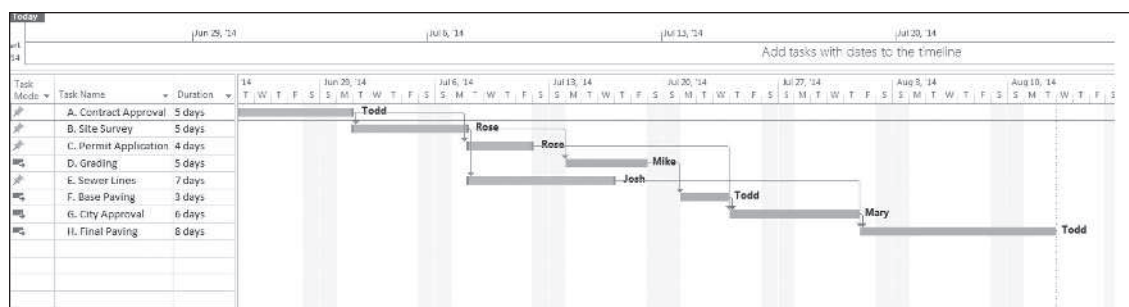 Today
Jun 29, '14 Jul 6, '14 Jul 13, '14 Jul 20, '14
Add tasks with dates to the timeline
Task Mode Task Name Duration
'14 Jun 29, '14 Jul 6, '14 Jul 13, '14 Jul 20, '14 Jul 27, '14 Aug 3, '14 Aug 10, '14
T W T F S S M T W T F S S M T W T F S S M T W T F S S M T W T F S S M T W T F S S M T W T F S S M T W T F S
A. Contract Approval 5 days Todd
B. Site Survey 5 days Rose
C. Permit Application 4 days Rose
D. Grading 5 days Mike
E. Sewer Lines 7 days Josh
F. Base Paving 3 days Todd
G. City Approval 6 days Mary
H. Final Paving 8 days Todd